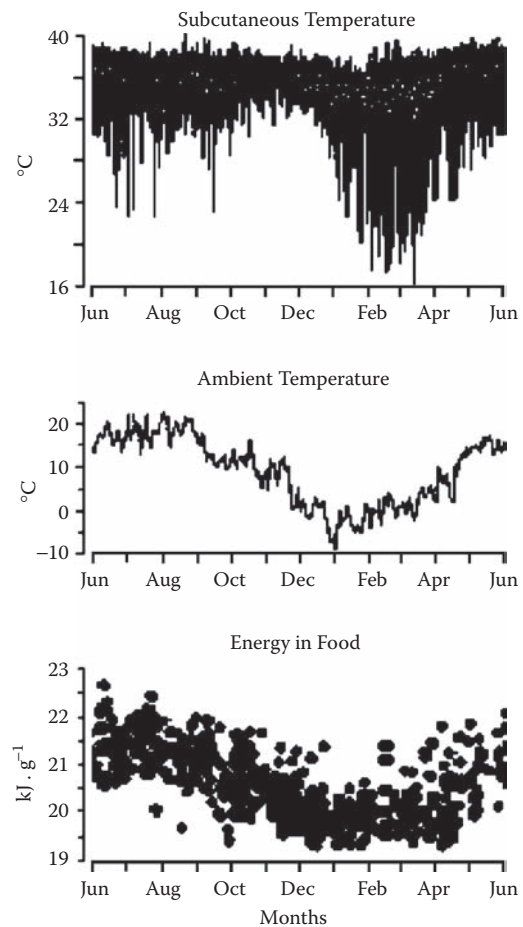 Subcutaneous Temperature
40
32
24
16
°C
Jun Aug Oct Dec Feb Apr Jun
Ambient Temperature
20
10
0
−10
°C
Jun Aug Oct Dec Feb Apr Jun
Energy in Food
23
22
21
20
19
kJ . g⁻¹
Jun Aug Oct Dec Feb Apr Jun
Months